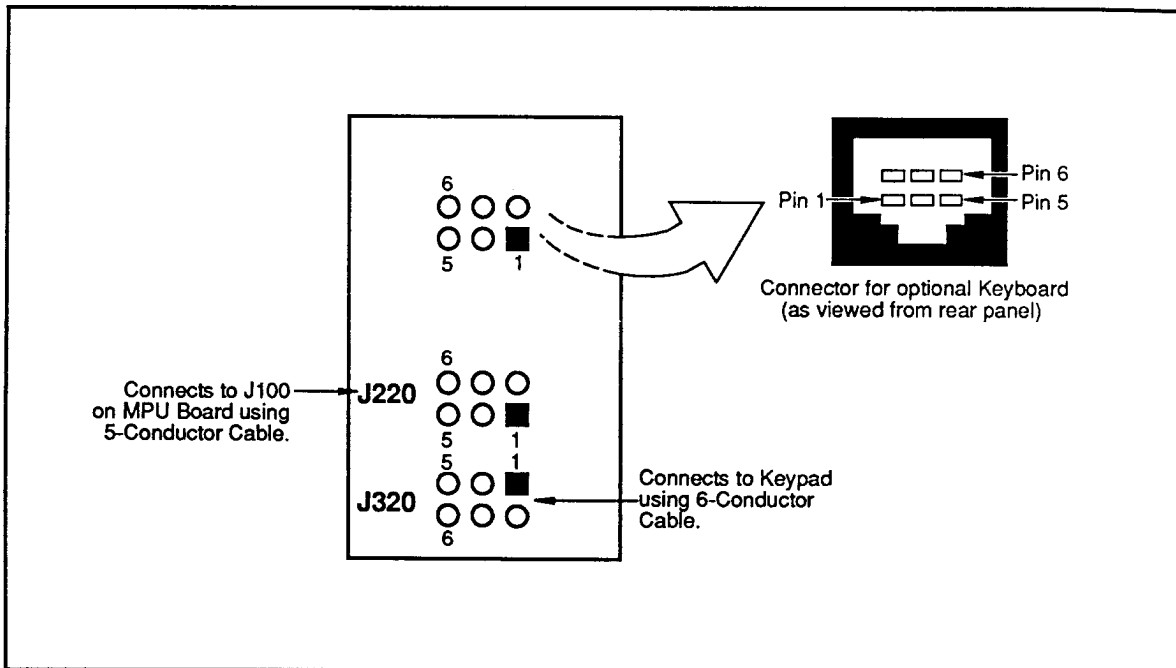 6
5 1
Pin 6
Pin 1
Pin 5
Connector for optional Keyboard
(as viewed from rear panel)
Connects to J100
on MPU Board using
5-Conductor Cable.
J220
6
5 1
5 1
J320
6
Connects to Keypad
using 6-Conductor
Cable.